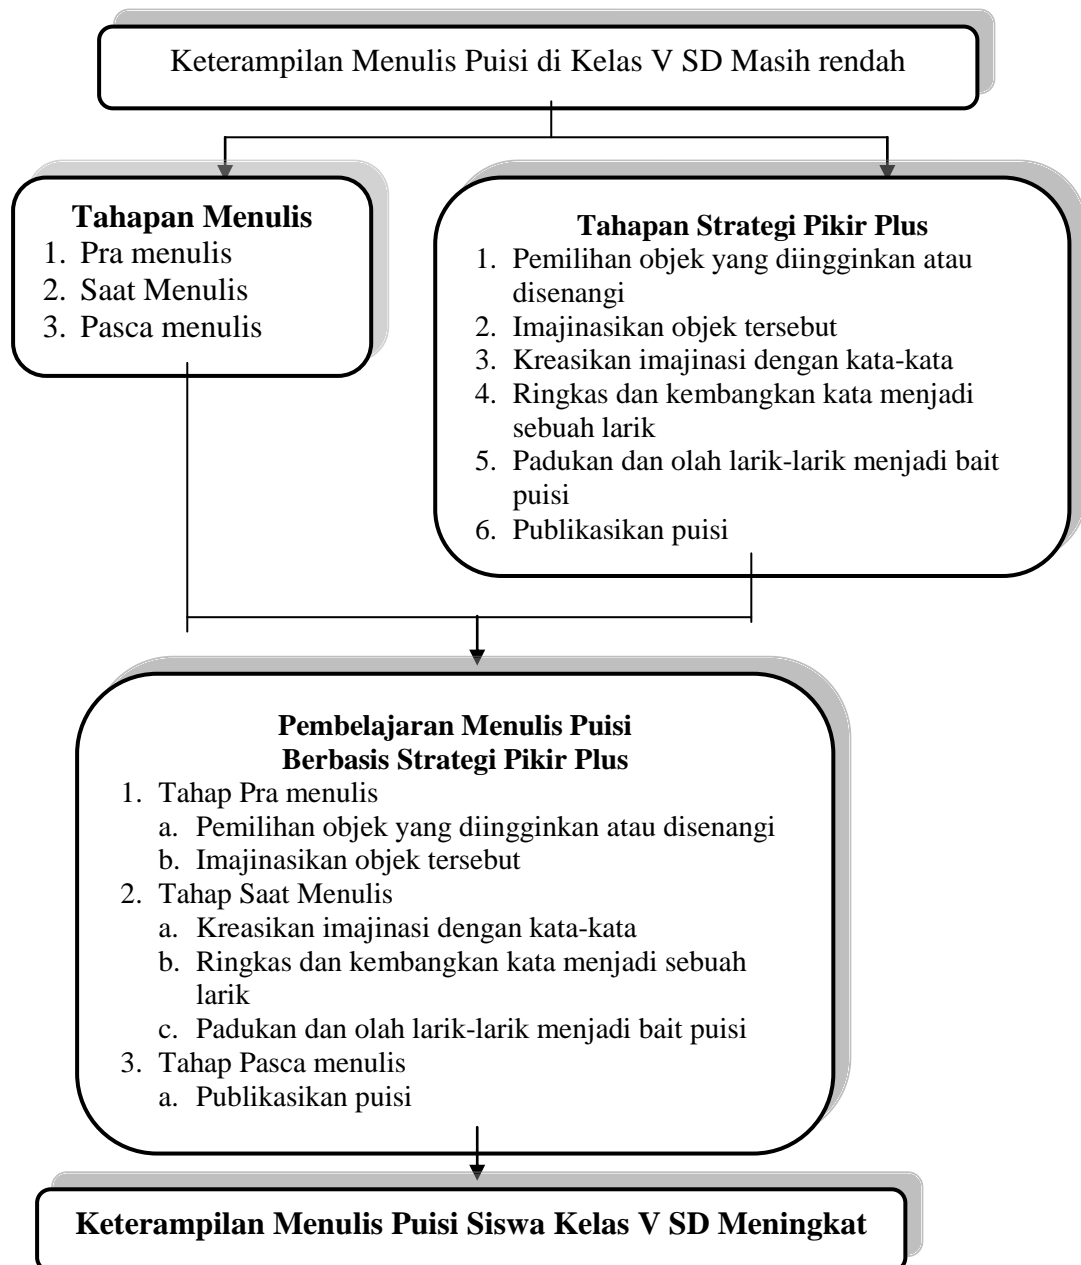 Keterampilan Menulis Puisi di Kelas V SD Masih rendah
Tahapan Menulis
1. Pra menulis
2. Saat Menulis
3. Pasca menulis
Tahapan Strategi Pikir Plus
1. Pemilihan objek yang diingginkan atau
disenangi
2. Imajinasikan objek tersebut
3. Kreasikan imajinasi dengan kata-kata
4. Ringkas dan kembangkan kata menjadi
sebuah larik
5. Padukan dan olah larik-larik menjadi bait
puisi
6. Publikasikan puisi
Pembelajaran Menulis Puisi
Berbasis Strategi Pikir Plus
1. Tahap Pra menulis
a. Pemilihan objek yang diingginkan atau disenangi
b. Imajinasikan objek tersebut
2. Tahap Saat Menulis
a. Kreasikan imajinasi dengan kata-kata
b. Ringkas dan kembangkan kata menjadi sebuah
larik
c. Padukan dan olah larik-larik menjadi bait puisi
3. Tahap Pasca menulis
a. Publikasikan puisi
Keterampilan Menulis Puisi Siswa Kelas V SD Meningkat